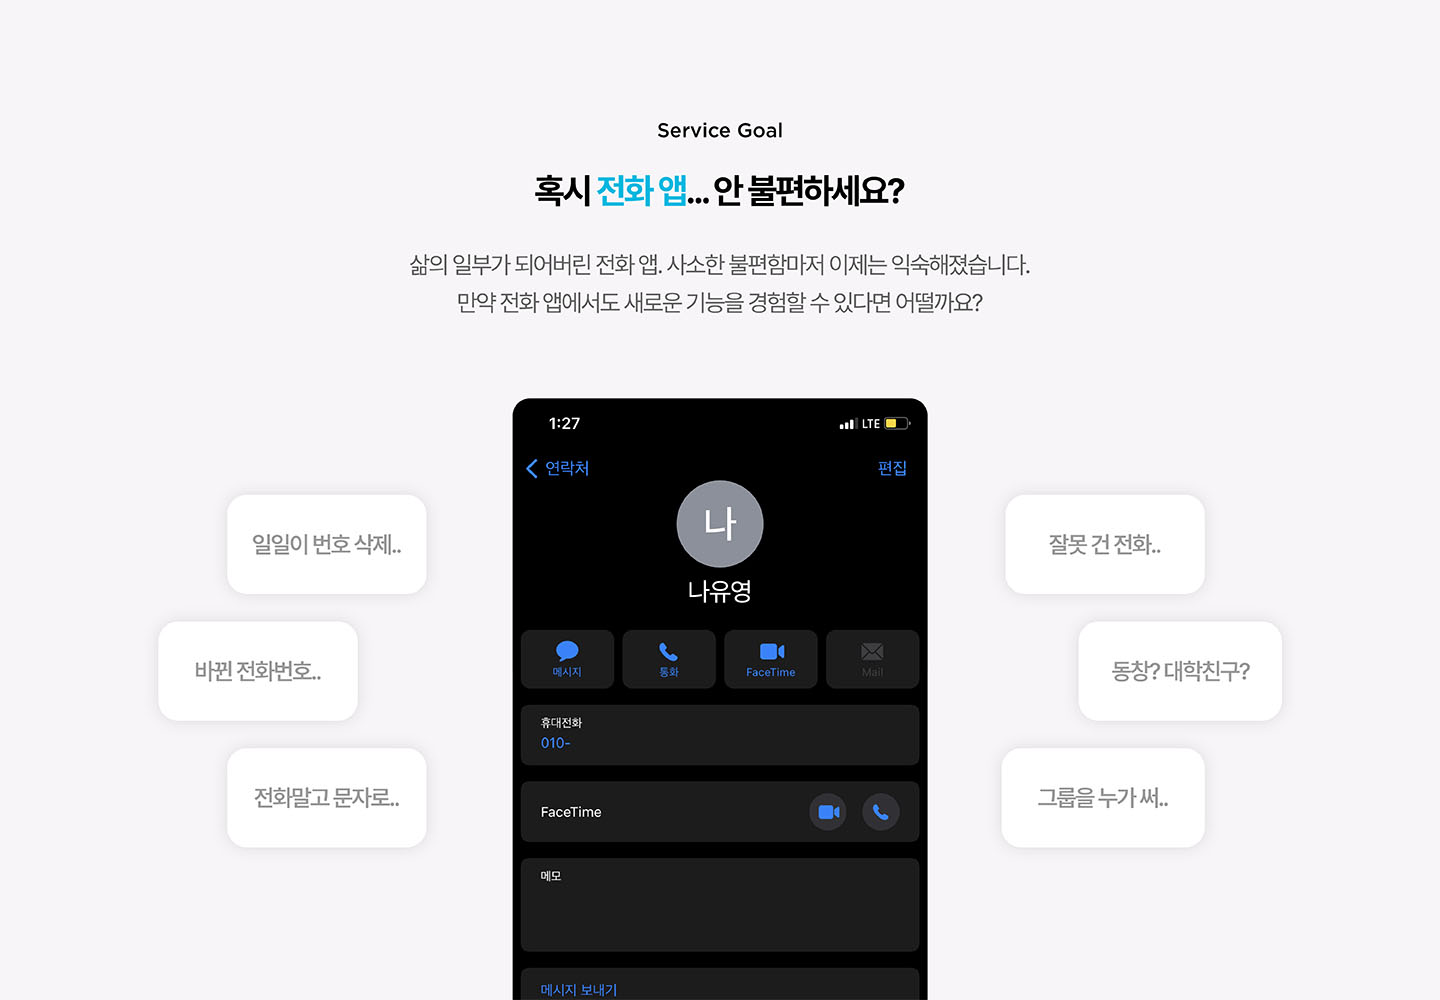 Service Goal
혹시 전화 앱... 안 불편하세요?
삶의 일부가 되어버린 전화 앱. 사소한 불편함마저 이제는 익숙해졌습니다.
만약 전화 앱에서도 새로운 기능을 경험할 수 있다면 어떨까요?
1:27 LTE
연락처 편집
나
나유영
메시지 통화 FaceTime Mail
휴대전화
010-
FaceTime
메모
메시지 보내기
일일이 번호 삭제..
바뀐 전화번호..
전화말고 문자로..
잘못 건 전화..
동창? 대학친구?
그룹을 누가 써..